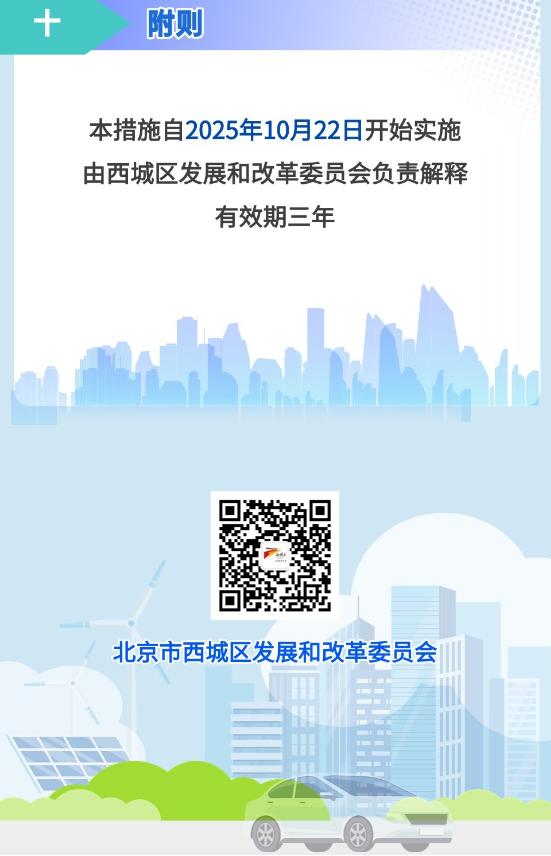 十
附则
本措施自2025年10月22日开始实施
由西城区发展和改革委员会负责解释
有效期三年
北京市西城区发展和改革委员会